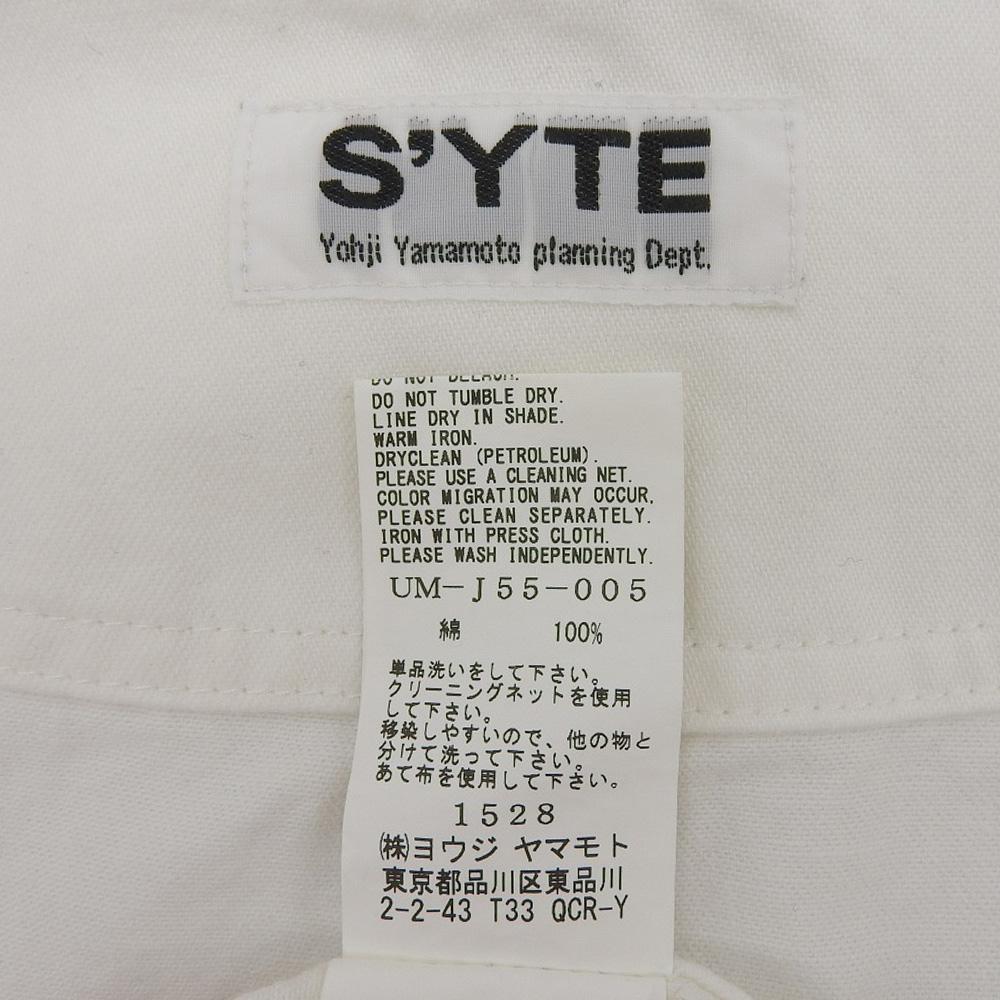 S'YTE
Yohji Yamamoto planning Dept.
DO NOT BLEACH.
DO NOT TUMBLE DRY.
LINE DRY IN SHADE.
WARM IRON.
DRYCLEAN (PETROLEUM).
PLEASE USE A CLEANING NET.
COLOR MIGRATION MAY OCCUR.
PLEASE CLEAN SEPARATELY.
IRON WITH PRESS CLOTH.
PLEASE WASH INDEPENDENTLY.
UM-J55-005
綿 100%
単品洗いをして下さい。
クリーニングネットを使用
して下さい。
移染しやすいので、他の物と
分けて洗って下さい。
あて布を使用して下さい。
1528
㈱ヨウジ ヤマモト
東京都品川区東品川
2-2-43 T33 QCR-Y